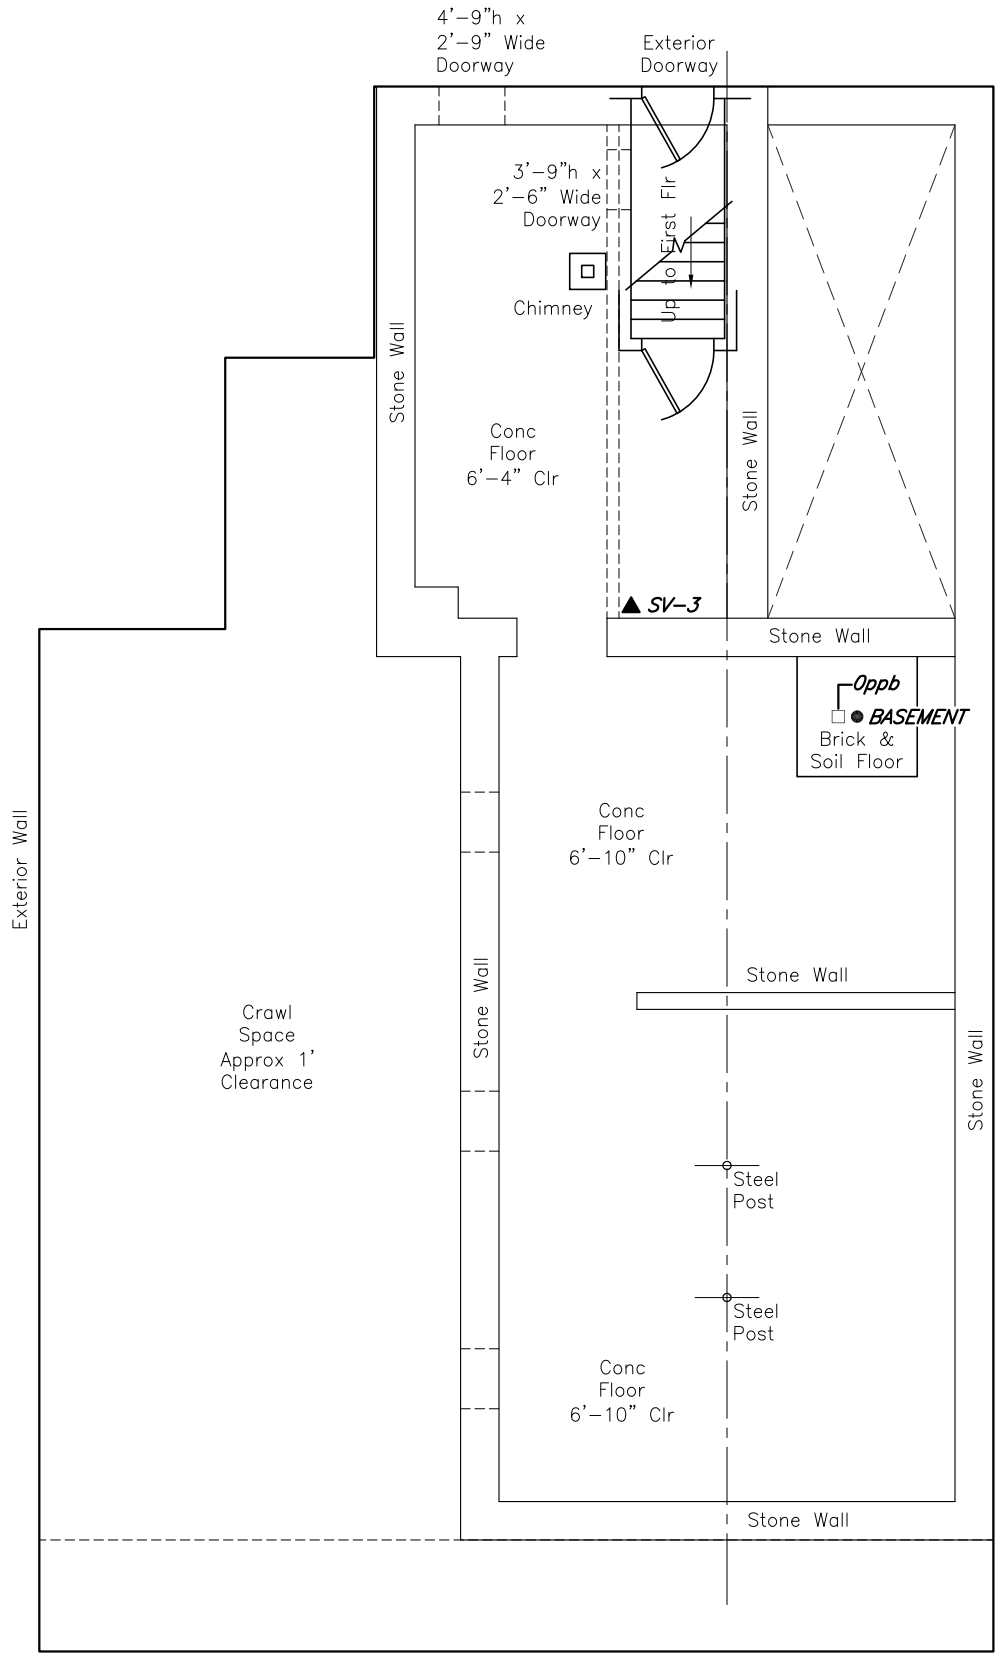 4'-9"h x
2'-9" Wide
Doorway
Exterior
Doorway
3'-9"h x
2'-6" Wide
Doorway
Up to First Flr
Chimney
Stone Wall
Conc
Floor
6'-4" Clr
Stone Wall
SV-3
Stone Wall
0ppb
BASEMENT
Brick &
Soil Floor
Conc
Floor
6'-10" Clr
Exterior Wall
Stone Wall
Stone Wall
Crawl
Space
Approx 1'
Clearance
Stone Wall
Steel
Post
Steel
Post
Conc
Floor
6'-10" Clr
Stone Wall